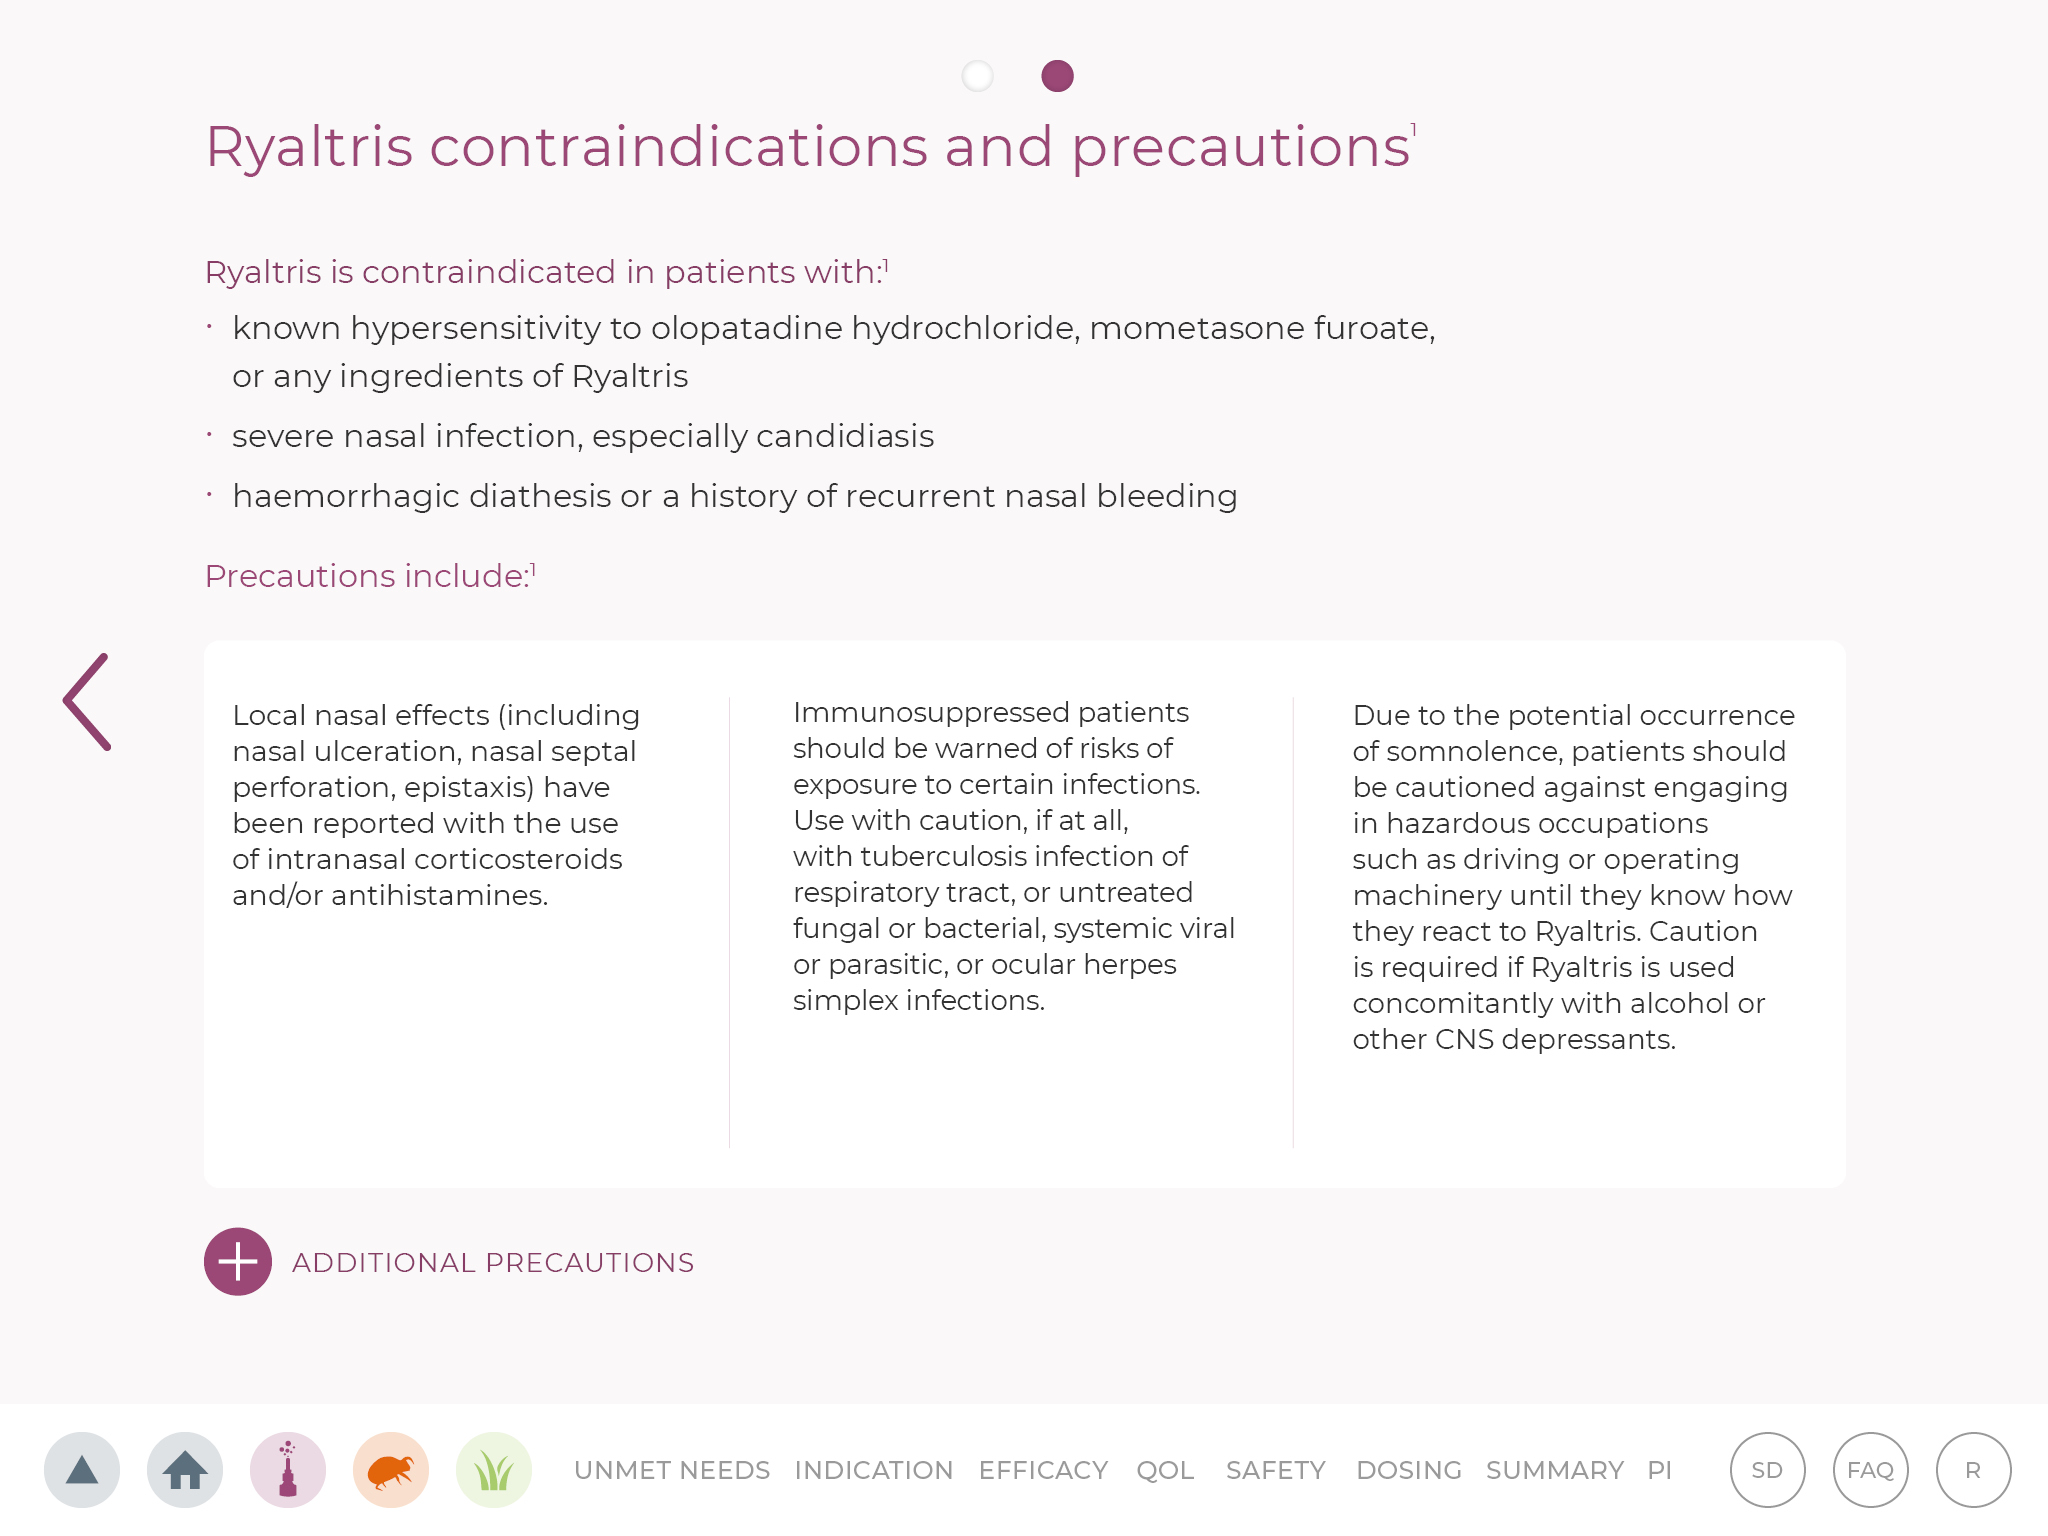 Ryaltris contraindications and precautions¹
Ryaltris is contraindicated in patients with:¹
· known hypersensitivity to olopatadine hydrochloride, mometasone furoate,
or any ingredients of Ryaltris
· severe nasal infection, especially candidiasis
· haemorrhagic diathesis or a history of recurrent nasal bleeding
Precautions include:¹
Local nasal effects (including
nasal ulceration, nasal septal
perforation, epistaxis) have
been reported with the use
of intranasal corticosteroids
and/or antihistamines.
Immunosuppressed patients
should be warned of risks of
exposure to certain infections.
Use with caution, if at all,
with tuberculosis infection of
respiratory tract, or untreated
fungal or bacterial, systemic viral
or parasitic, or ocular herpes
simplex infections.
Due to the potential occurrence
of somnolence, patients should
be cautioned against engaging
in hazardous occupations
such as driving or operating
machinery until they know how
they react to Ryaltris. Caution
is required if Ryaltris is used
concomitantly with alcohol or
other CNS depressants.
ADDITIONAL PRECAUTIONS
UNMET NEEDS INDICATION EFFICACY QOL SAFETY DOSING SUMMARY PI SD FAQ R